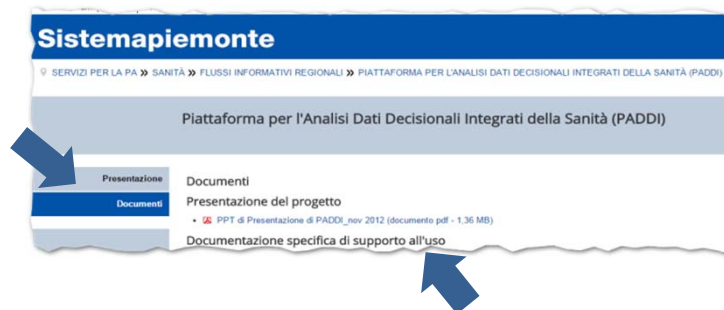 Sistemapiemonte
SERVIZI PER LA PA » SANITÀ » FLUSSI INFORMATIVI REGIONALI » PIATTAFORMA PER L'ANALISI DATI DECISIONALI INTEGRATI DELLA SANITÀ (PADDI)
Piattaforma per l'Analisi Dati Decisionali Integrati della Sanità (PADDI)
Presentazione
Documenti
Documenti
Presentazione del progetto
• PPT di Presentazione di PADDI_nov 2012 (documento pdf - 1,36 MB)
Documentazione specifica di supporto all'uso